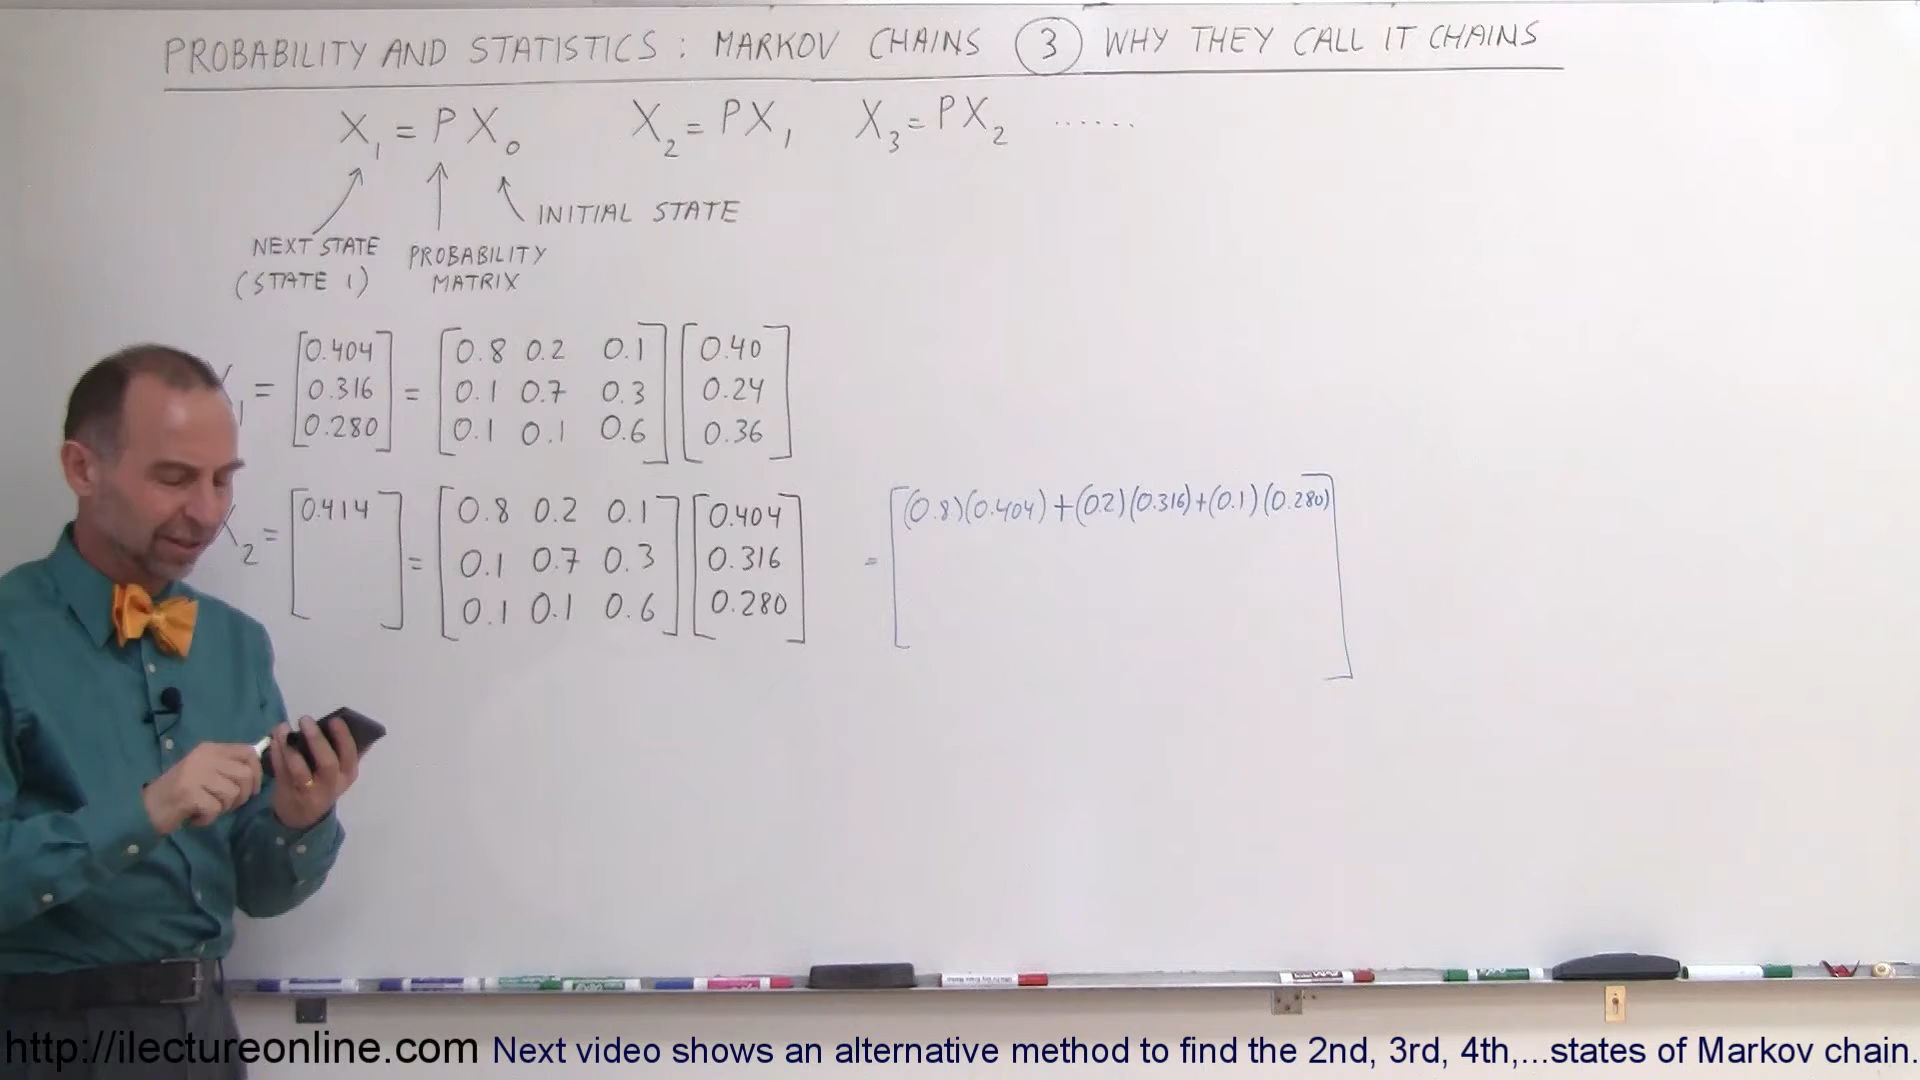 PROBABILITY AND STATISTICS : MARKOV CHAINS 3 WHY THEY CALL IT CHAINS
X₁ = P X₀ X₂ = PX₁ X₃ = PX₂ ......
INITIAL STATE
NEXT STATE PROBABILITY
(STATE 1) MATRIX
0.404 0.8 0.2 0.1 0.40
₁ = 0.316 = 0.1 0.7 0.3 0.24
0.280 0.1 0.1 0.6 0.36
0.414 0.8 0.2 0.1 0.404 (0.8)(0.404) + (0.2)(0.316) + (0.1)(0.280)
X₂ = = 0.1 0.7 0.3 0.316 =
0.1 0.1 0.6 0.280
http://ilectureonline.com Next video shows an alternative method to find the 2nd, 3rd, 4th,...states of Markov chain.